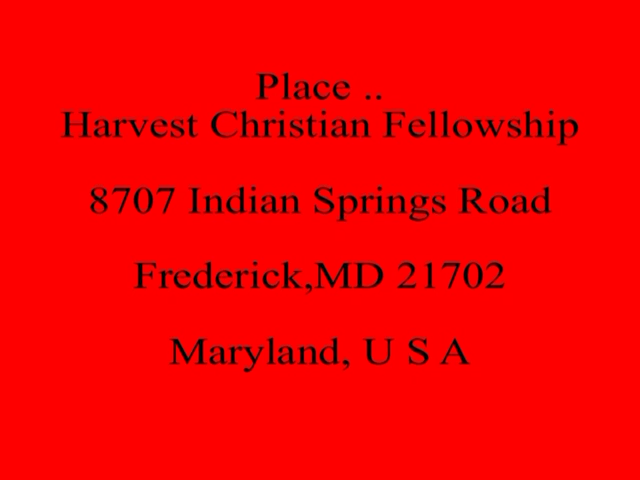 Place ..
Harvest Christian Fellowship
8707 Indian Springs Road
Frederick,MD 21702
Maryland, U S A